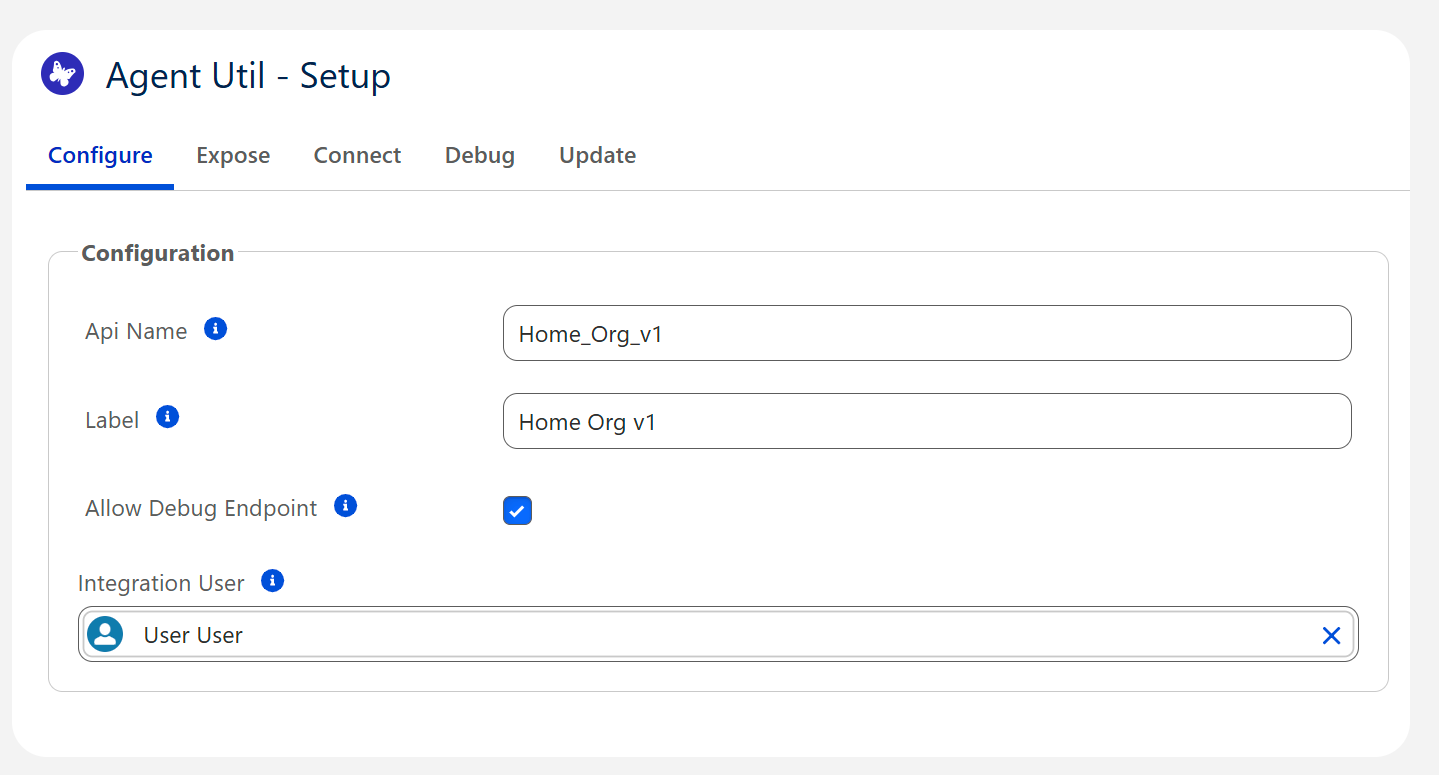 Agent Util - Setup
Configure Expose Connect Debug Update
Configuration
Api Name Home_Org_v1
Label Home Org v1
Allow Debug Endpoint
Integration User
User User